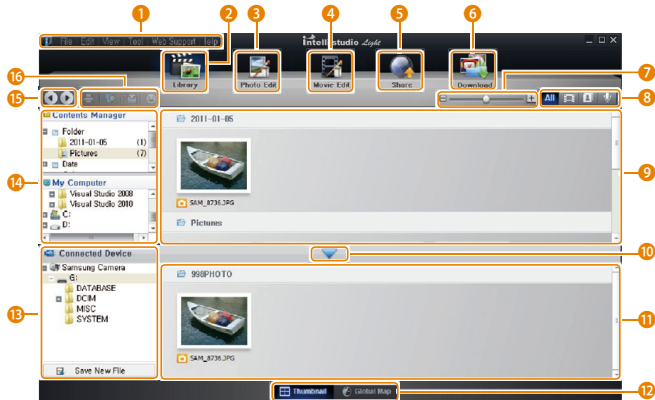 1 2 3 4 5 6
File Edit View Tool Web Support Help
intelli-studio Light
Library Photo Edit Movie Edit Share Download
16 7
15 All 8
Contents Manager
Folder
2011-01-05 (1)
Pictures (7)
Date
14
My Computer
Visual Studio 2008
Visual Studio 2010
C:
D:
2011-01-05
SAM_8736.JPG
Pictures
9
10
Connected Device
Samsung Camera
G:
DATABASE
DCIM
MISC
SYSTEM
13
Save New File
998PHOTO
SAM_8736.JPG
11
Thumbnail Global Map 12